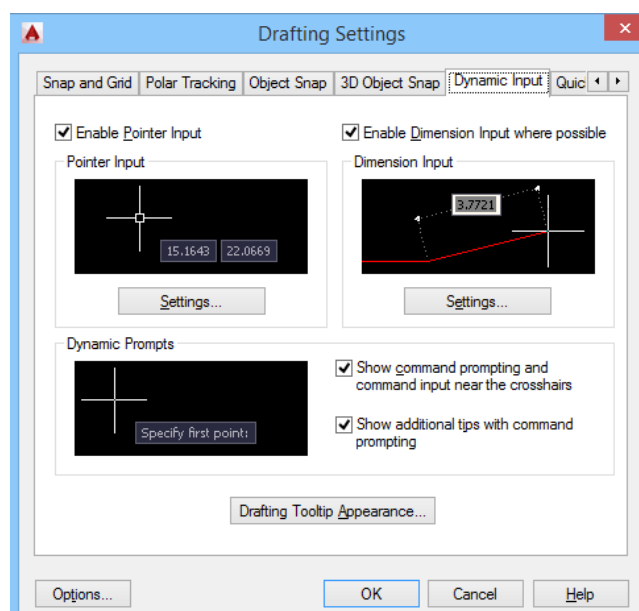 Drafting Settings
Snap and Grid Polar Tracking Object Snap 3D Object Snap Dynamic Input Quic
Enable Pointer Input Enable Dimension Input where possible
Pointer Input Dimension Input
3.7721
15.1643 22.0669
Settings... Settings...
Dynamic Prompts
Show command prompting and
command input near the crosshairs
Specify first point:
Show additional tips with command
prompting
Drafting Tooltip Appearance...
Options... OK Cancel Help